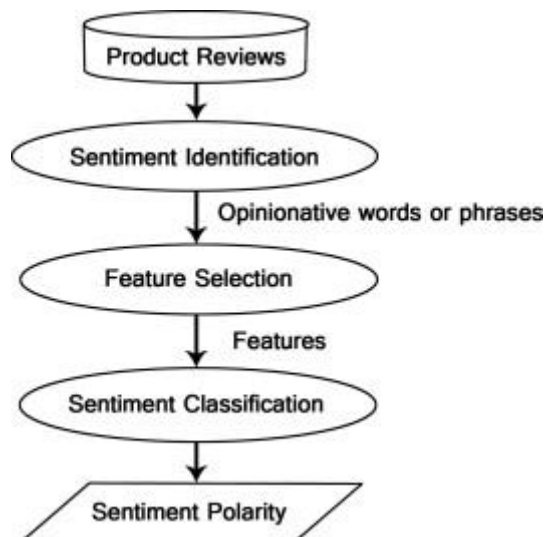 Product Reviews
Sentiment Identification
Opinionative words or phrases
Feature Selection
Features
Sentiment Classification
Sentiment Polarity